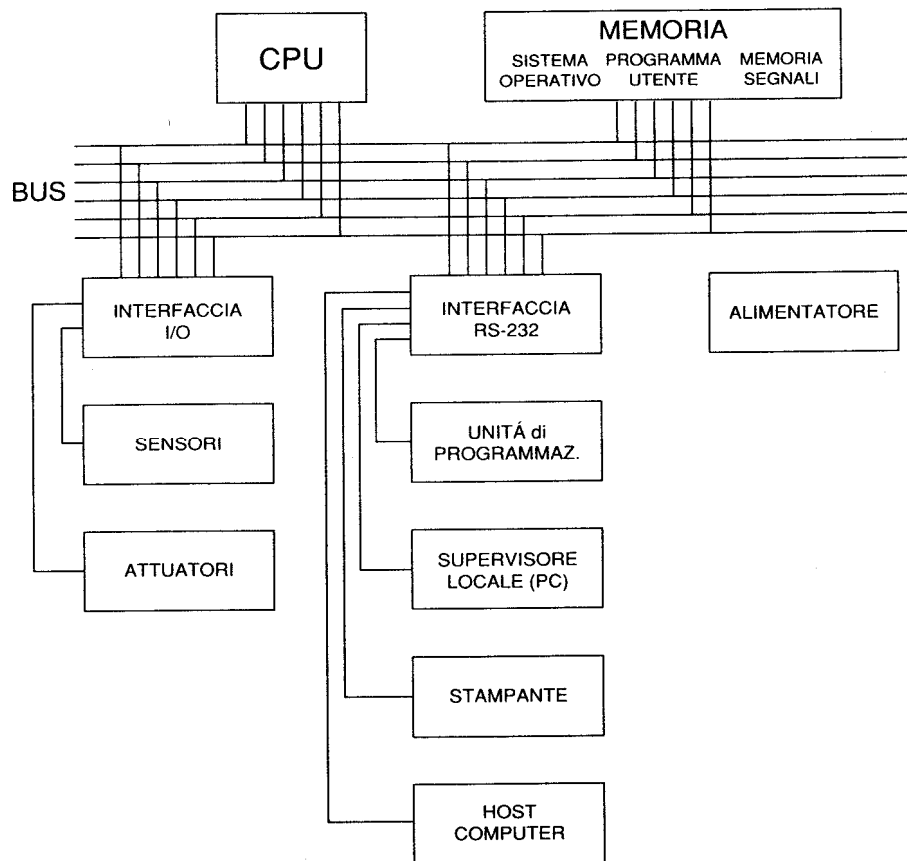 CPU
MEMORIA
SISTEMA OPERATIVO
PROGRAMMA UTENTE
MEMORIA SEGNALI
BUS
INTERFACCIA
I/O
INTERFACCIA
RS-232
ALIMENTATORE
SENSORI
UNITÁ di
PROGRAMMAZ.
ATTUATORI
SUPERVISORE
LOCALE (PC)
STAMPANTE
HOST
COMPUTER